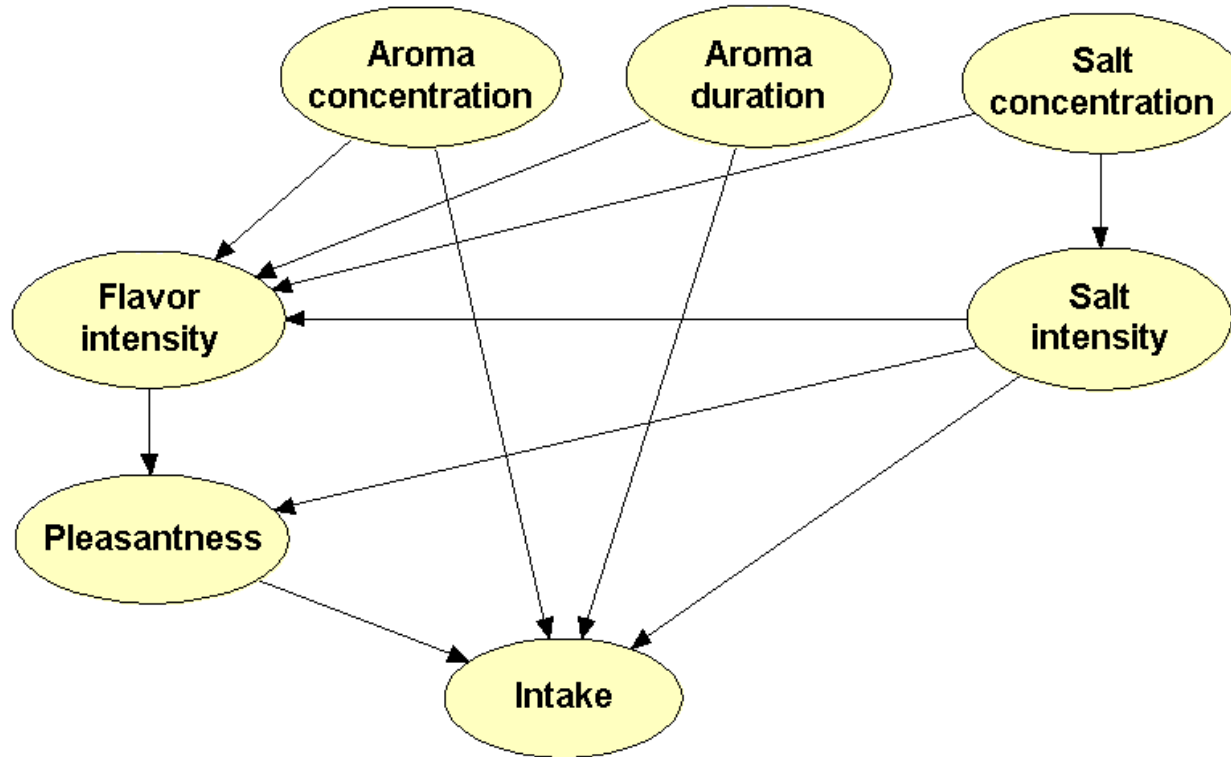 Aroma
concentration
Aroma
duration
Salt
concentration
Flavor
intensity
Salt
intensity
Pleasantness
Intake